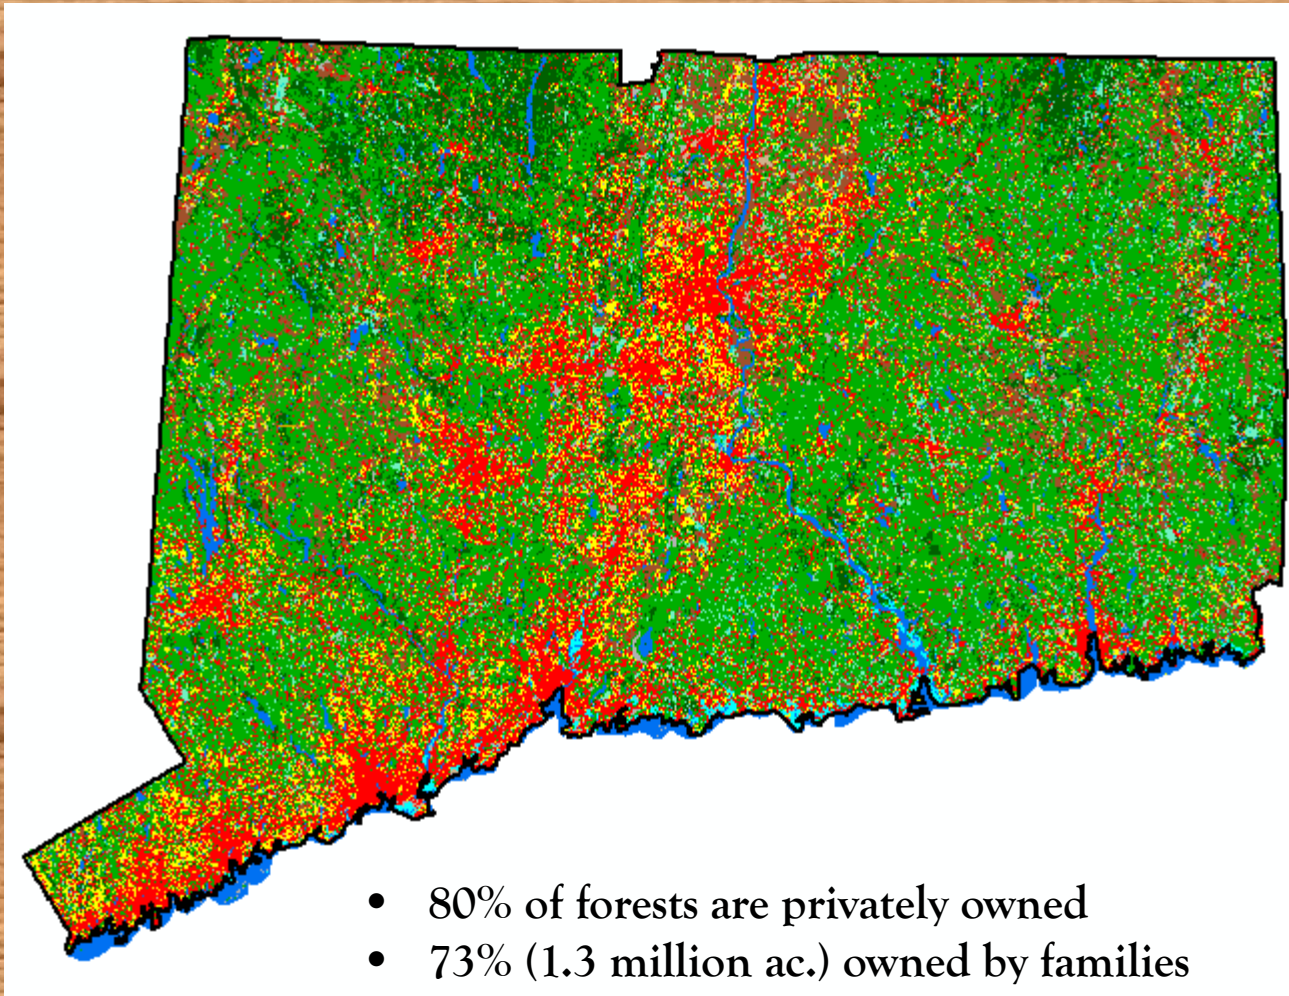 • 80% of forests are privately owned
• 73% (1.3 million ac.) owned by families